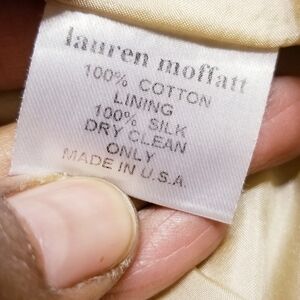 lauren moffatt
100% COTTON
LINING
100% SILK
DRY CLEAN
ONLY
MADE IN U.S.A.